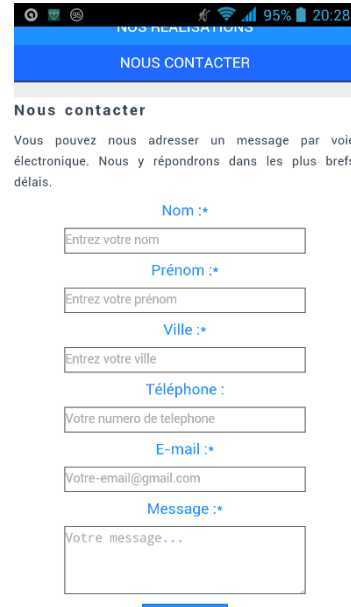 95% 20:28
NOS REALISATIONS
NOUS CONTACTER
Nous contacter
Vous pouvez nous adresser un message par voie
électronique. Nous y répondrons dans les plus brefs
délais.
Nom :*
Entrez votre nom
Prénom :*
Entrez votre prénom
Ville :*
Entrez votre ville
Téléphone :
Votre numero de telephone
E-mail :*
Votre-email@gmail.com
Message :*
Votre message...